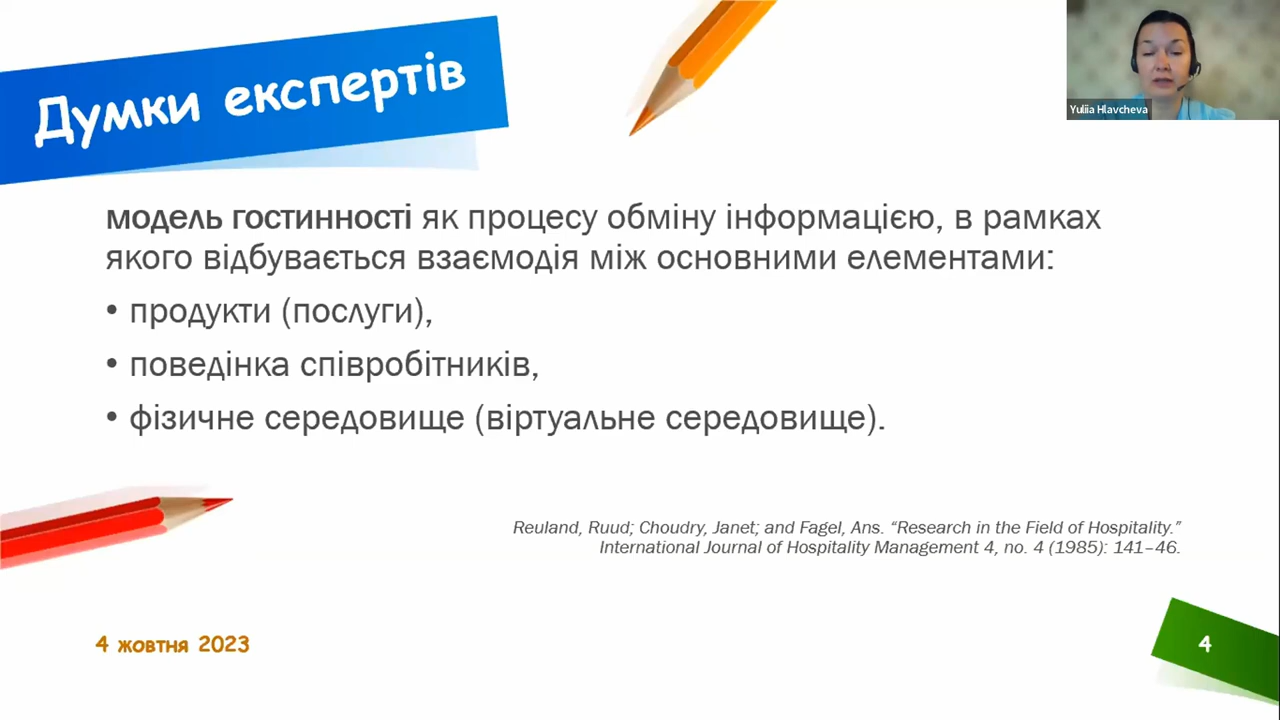 Думки експертів
Yuliia Hlavcheva
модель гостинності як процесу обміну інформацією, в рамках
якого відбувається взаємодія між основними елементами:
• продукти (послуги),
• поведінка співробітників,
• фізичне середовище (віртуальне середовище).
Reuland, Ruud; Choudry, Janet; and Fagel, Ans. “Research in the Field of Hospitality.”
International Journal of Hospitality Management 4, no. 4 (1985): 141–46.
4 жовтня 2023
4